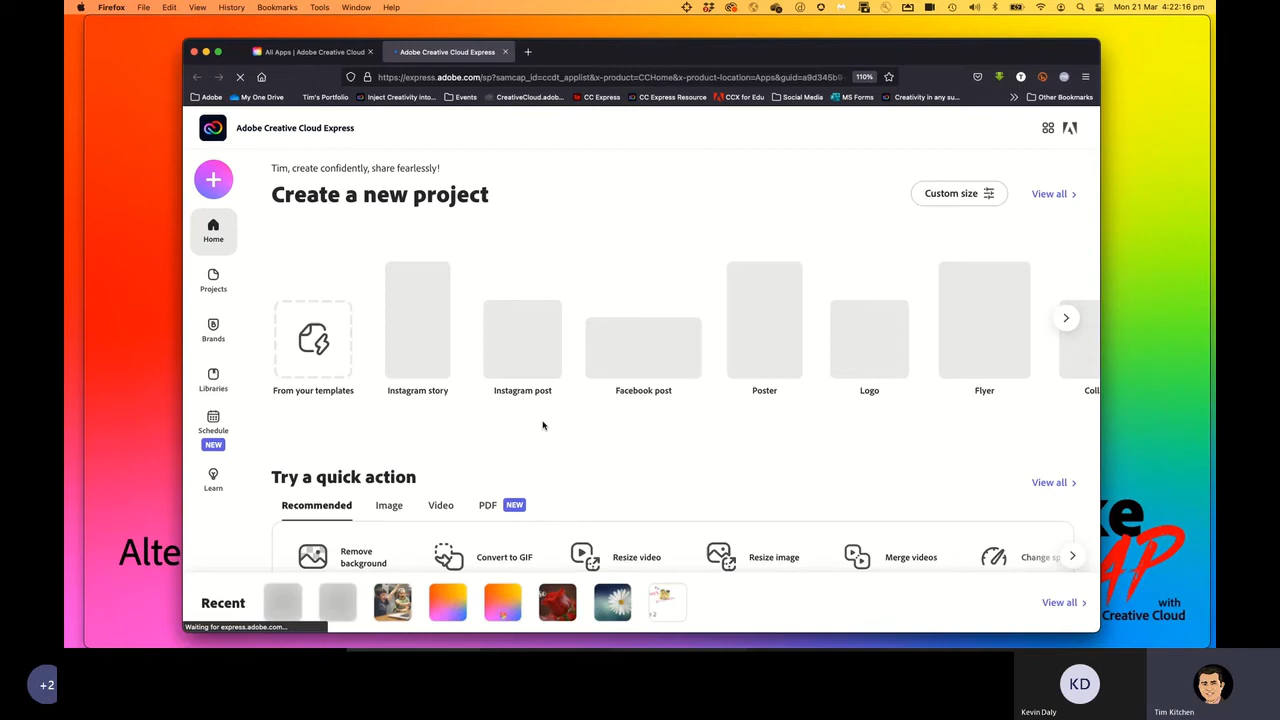 Firefox File Edit View History Bookmarks Tools Window Help Mon 21 Mar 4:22:16 pm
All Apps | Adobe Creative Cloud Adobe Creative Cloud Express
https://express.adobe.com/sp?samcap_id=ccdt_applist&x-product=CCHome&x-product-location=Apps&guid=a9d345b9 110%
Adobe My One Drive Tim's Portfolio Inject Creativity into... Events CreativeCloud.adob... CC Express CC Express Resource CCX for Edu Social Media MS Forms Creativity in any su... Other Bookmarks
Adobe Creative Cloud Express
Tim, create confidently, share fearlessly!
Create a new project
Custom size
View all
Home
Projects
Brands
Libraries
Schedule
NEW
Learn
From your templates Instagram story Instagram post Facebook post Poster Logo Flyer Coll
Try a quick action
View all
Recommended Image Video PDF NEW
Remove background
Convert to GIF Resize video Resize image Merge videos Change sp
Recent
View all
Waiting for express.adobe.com...
Alte
ke
AP
with
Creative Cloud
+2
KD
Kevin Daly
Tim Kitchen